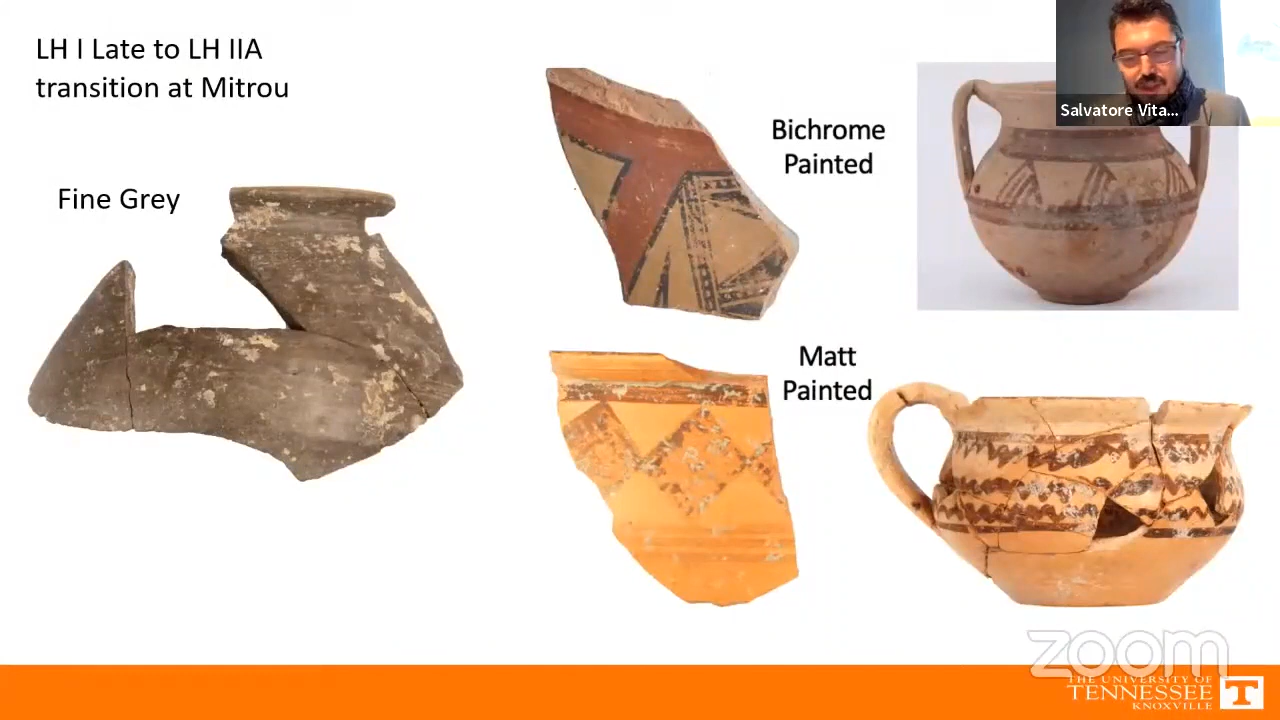 LH I Late to LH IIA
transition at Mitrou
Fine Grey
Bichrome
Painted
Salvatore Vita...
Matt
Painted
zoom
THE UNIVERSITY OF
TENNESSEE
KNOXVILLE
T